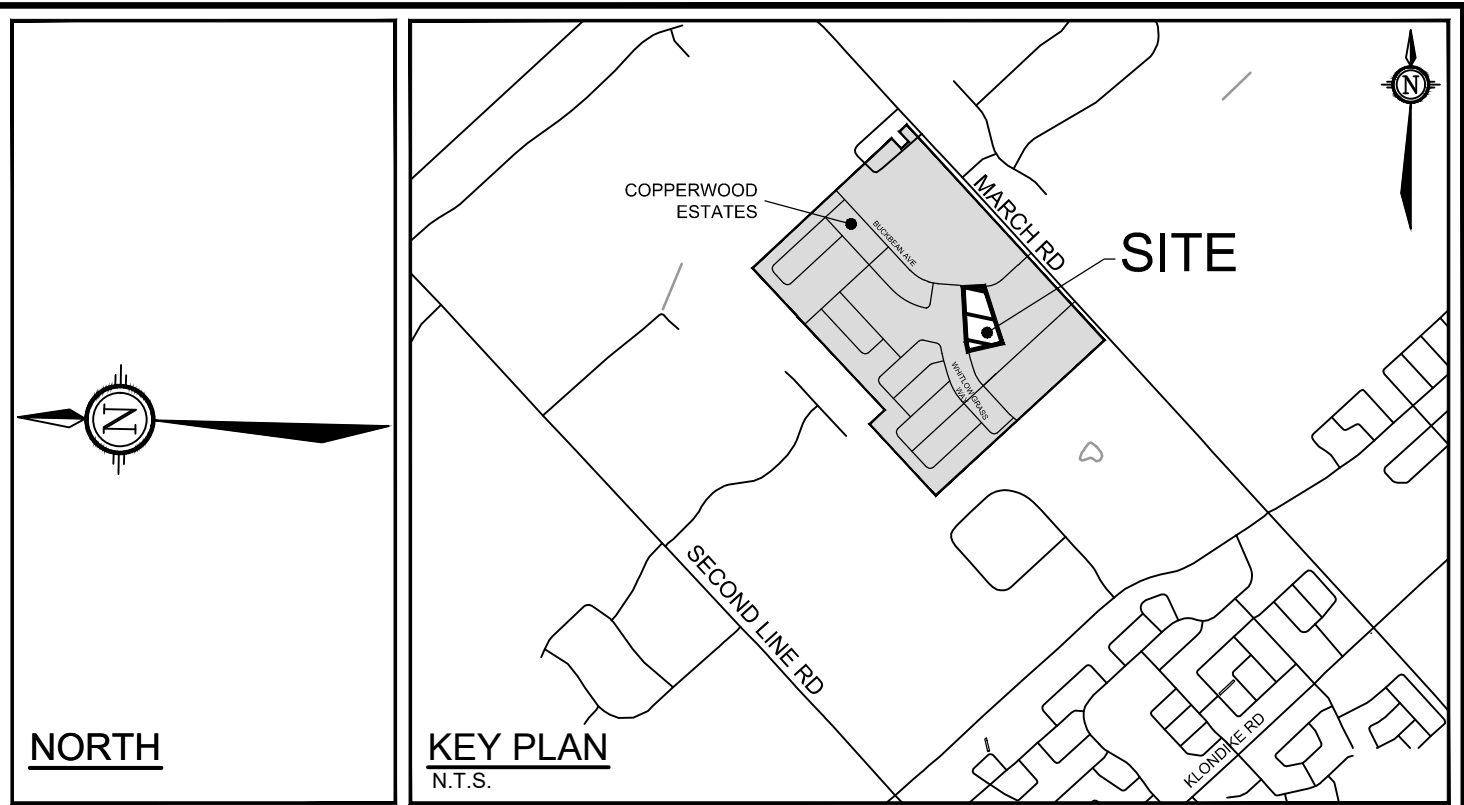 N
NORTH
N
COPPERWOOD
ESTATES
MARCH RD
BUCKBEAN AVE
SITE
WHITLOW GRASS
WAY
SECOND LINE RD
KLONDIKE RD
KEY PLAN
N.T.S.